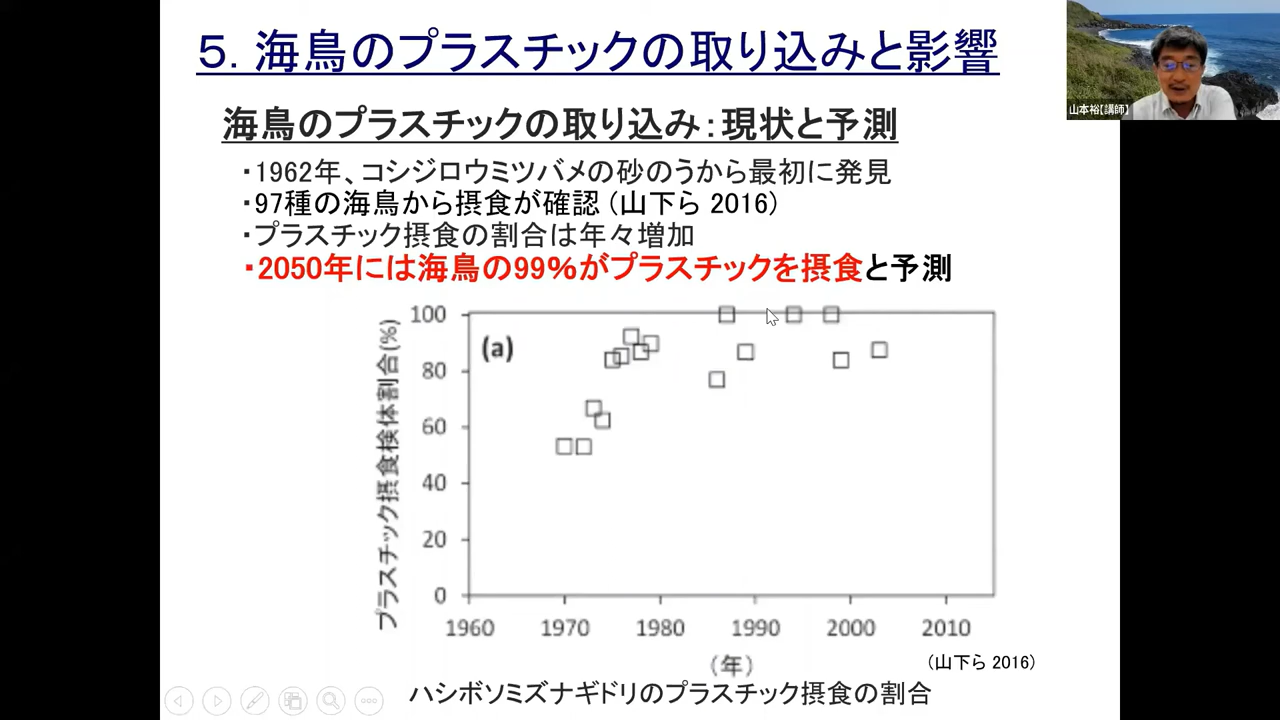 5. 海鳥のプラスチックの取り込みと影響
山本裕【講師】
海鳥のプラスチックの取り込み：現状と予測
・1962年、コシジロウミツバメの砂のうから最初に発見
・97種の海鳥から摂食が確認（山下ら 2016）
・プラスチック摂食の割合は年々増加
・2050年には海鳥の99％がプラスチックを摂食と予測
プラスチック摂食検体割合(%)
(a)
100
80
60
40
20
0
1960 1970 1980 1990 2000 2010
（年）
（山下ら 2016）
ハシボソミズナギドリのプラスチック摂食の割合